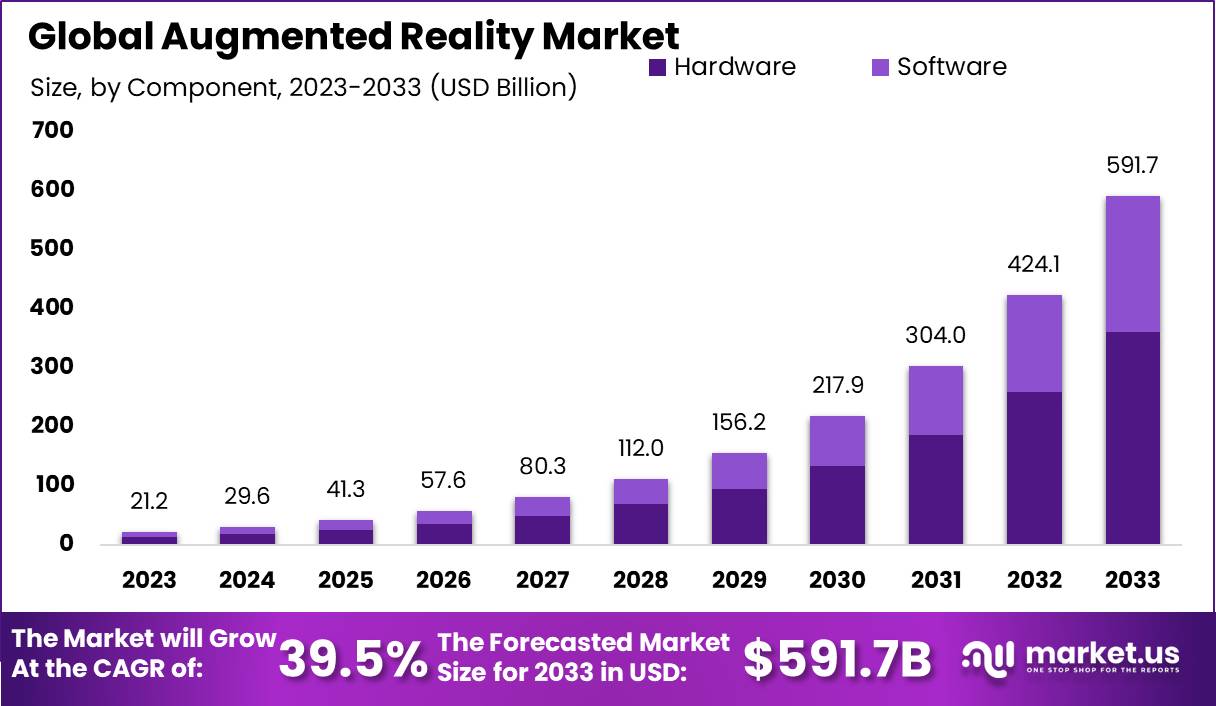 Global Augmented Reality Market
Size, by Component, 2023-2033 (USD Billion)
Hardware
Software
700
600
500
400
300
200
100
0
21.2
29.6
41.3
57.6
80.3
112.0
156.2
217.9
304.0
424.1
591.7
2023
2024
2025
2026
2027
2028
2029
2030
2031
2032
2033
The Market will Grow
At the CAGR of:
39.5%
The Forecasted Market
Size for 2033 in USD:
$591.7B
market.us
ONE STOP SHOP FOR THE REPORTS